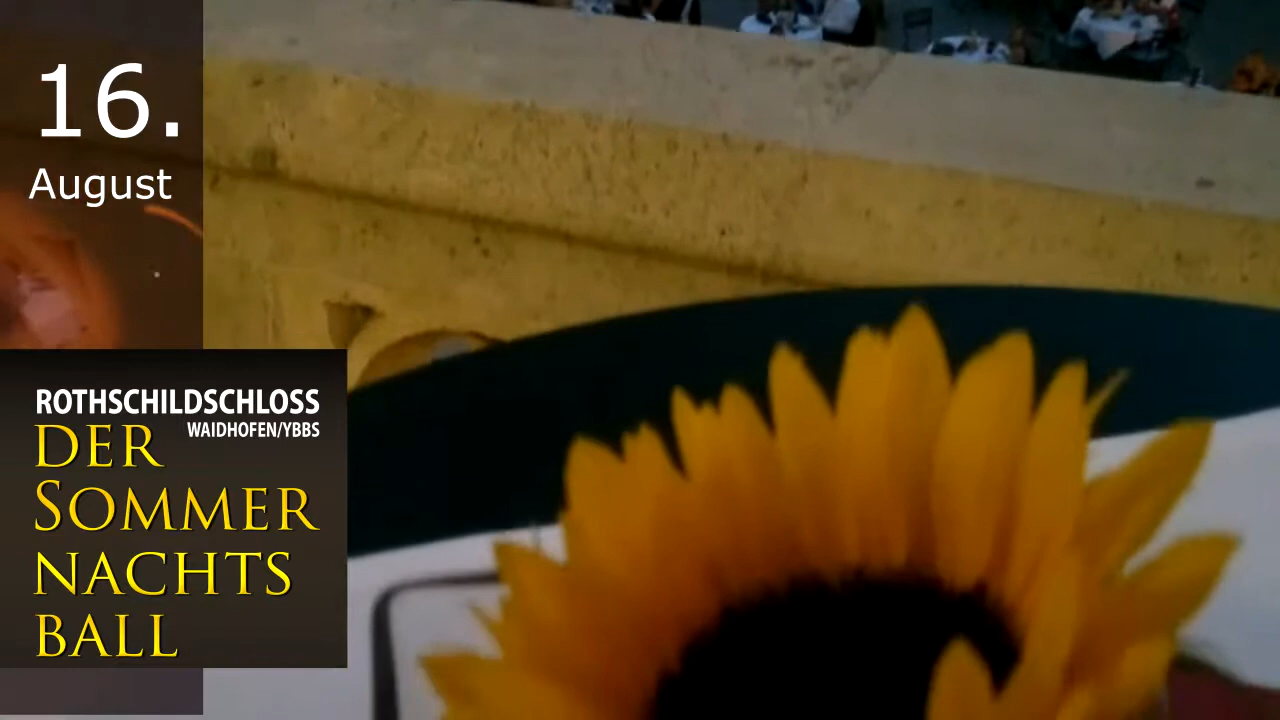 16.
August
ROTHSCHILDSCHLOSS
WAIDHOFEN/YBBS
DER
SOMMER
NACHTS
BALL